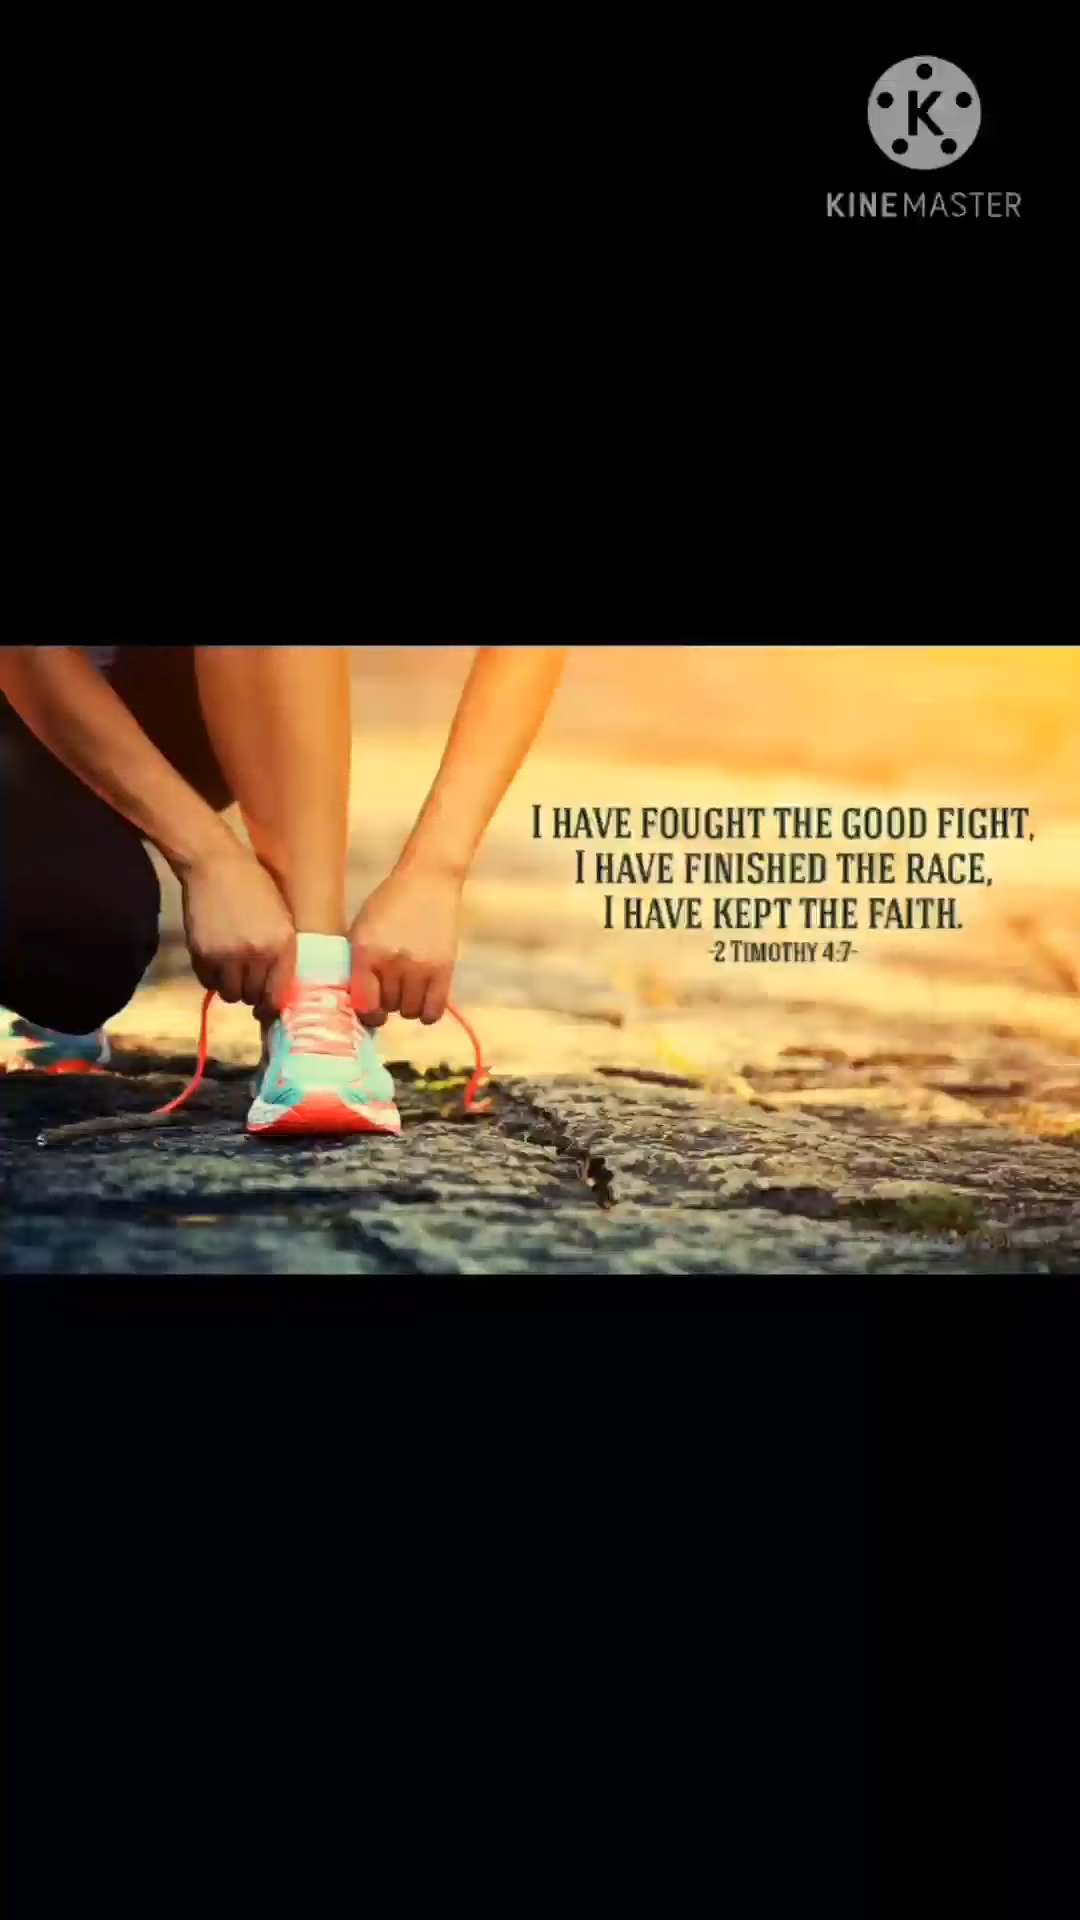 K
KINEMASTER
I HAVE FOUGHT THE GOOD FIGHT,
I HAVE FINISHED THE RACE,
I HAVE KEPT THE FAITH.
-2 TIMOTHY 4:7-